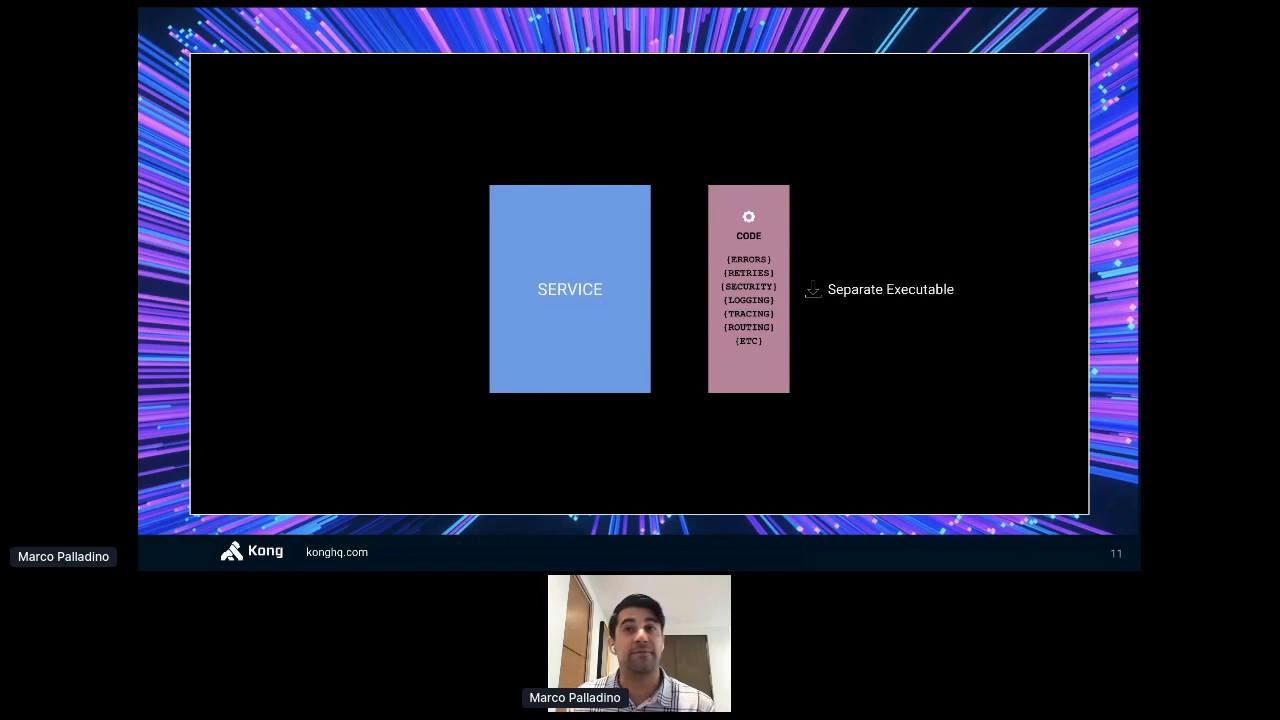 SERVICE
CODE
{ERRORS}
{RETRIES}
{SECURITY}
{LOGGING}
{TRACING}
{ROUTING}
{ETC}
Separate Executable
Kong
konghq.com
11
Marco Palladino
Marco Palladino